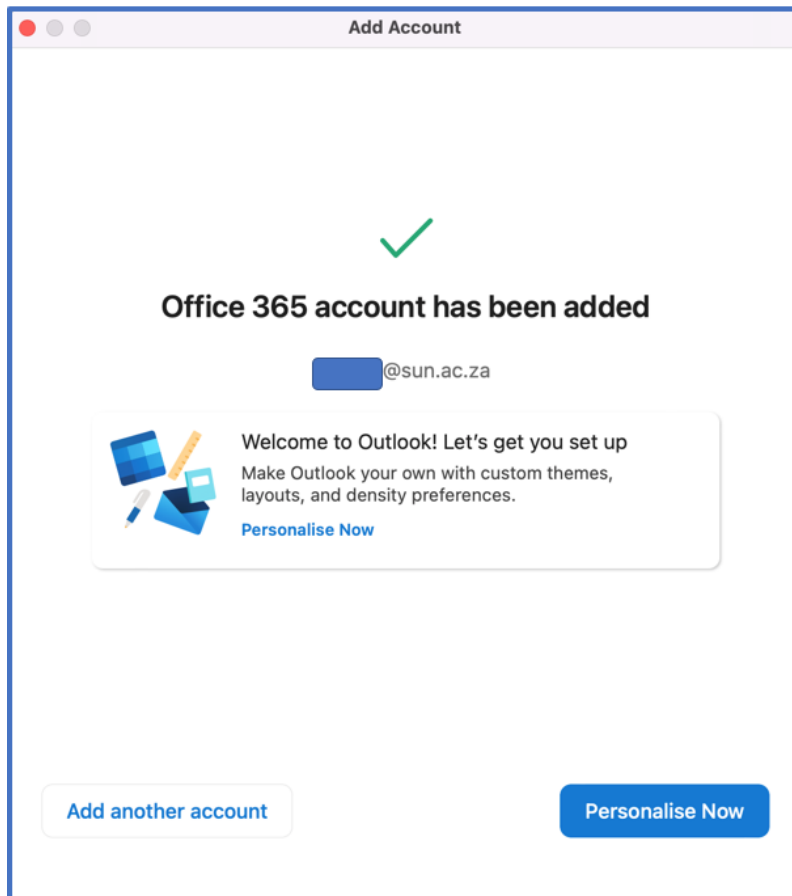 Add Account
Office 365 account has been added
@sun.ac.za
Welcome to Outlook! Let's get you set up
Make Outlook your own with custom themes,
layouts, and density preferences.
Personalise Now
Add another account
Personalise Now